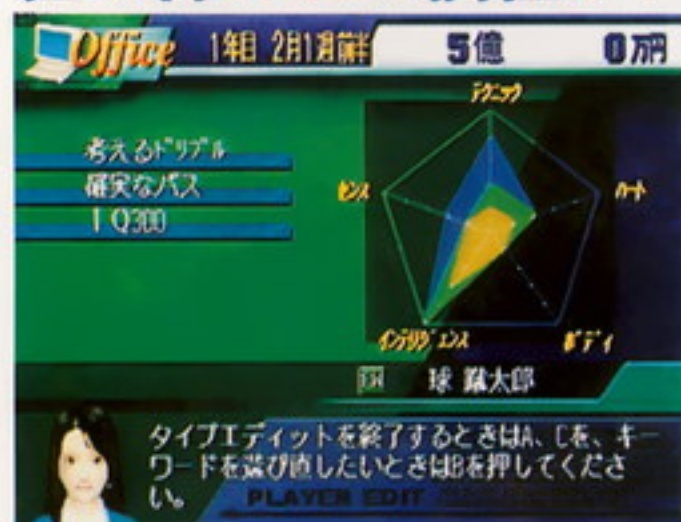 Office 1年目 2月1週前半 5億 0万円
テクニック
考えるドリブル
確実なパス
センス
ハート
IQ300
インテリジェンス
ボディ
球 蹴太郎
タイプエディットを終了するときはA、Cを、キー
ワードを選び直したいときはBを押してくださ
い。
PLAYER EDIT